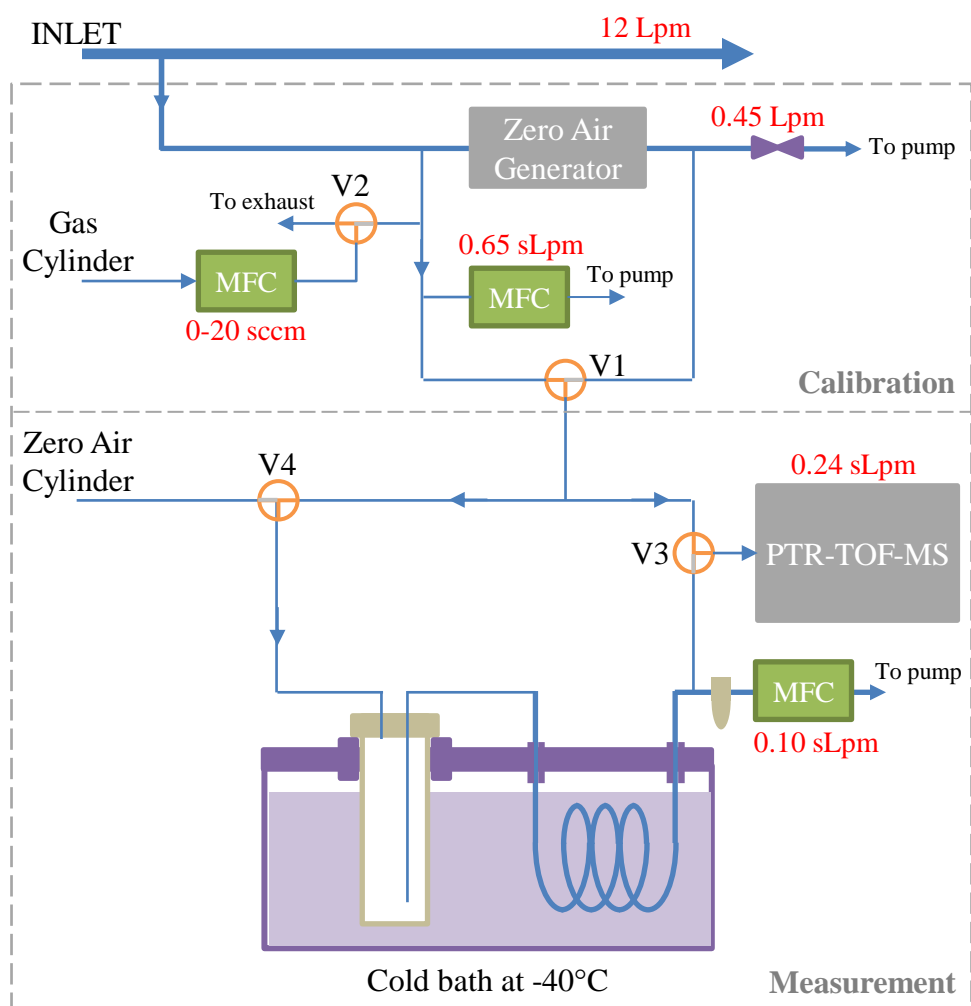 INLET
12 Lpm
Zero Air
Generator
0.45 Lpm
To pump
V2
To exhaust
Gas
Cylinder
MFC
0-20 sccm
0.65 sLpm
MFC
To pump
V1
Calibration
Zero Air
Cylinder
V4
0.24 sLpm
V3
PTR-TOF-MS
To pump
MFC
0.10 sLpm
Cold bath at -40°C
Measurement